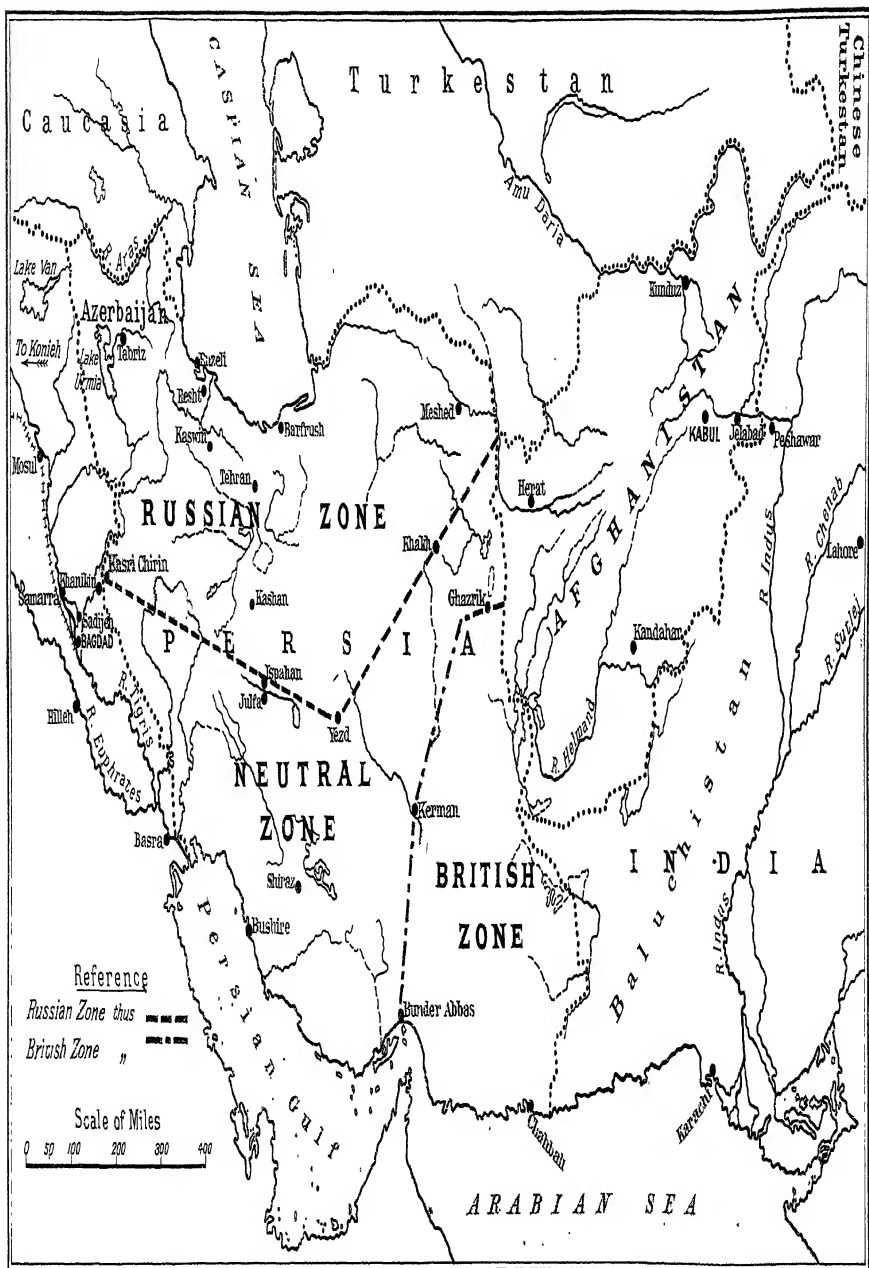 Chinese
Turkestan
CASPIAN SEA
Turkestan
Caucasia
Amu Daria
R. Aras
Lake Van
Kunduz
Azerbaijan
To Konieh
Tabriz
Lake
Urmia
Enzeli
Resht
Kaswin
Barfrush
Meshed
AFGHANISTAN
KABUL
Jelabad
Peshawar
Mosul
Tehran
Herat
RUSSIAN ZONE
R. Indus
R. Chenab
Lahore
Khakh
Kasri Chirin
Khanikin
Samarra
Kashan
Ghazrik
Sadijeh
BAGDAD
PERSIA
Kandahar
R. Sutlej
Ispahan
Julfa
R. Tigris
Hilleh
R. Euphrates
Yezd
R. Helmand
NEUTRAL
ZONE
Kerman
Baluchistan
Basra
INDIA
Shiraz
BRITISH
ZONE
Persian Gulf
Bushire
R. Indus
Reference
Russian Zone thus
British Zone „
Bunder Abbas
Karachi
Scale of Miles
0 50 100 200 300 400
Chahbah
ARABIAN SEA